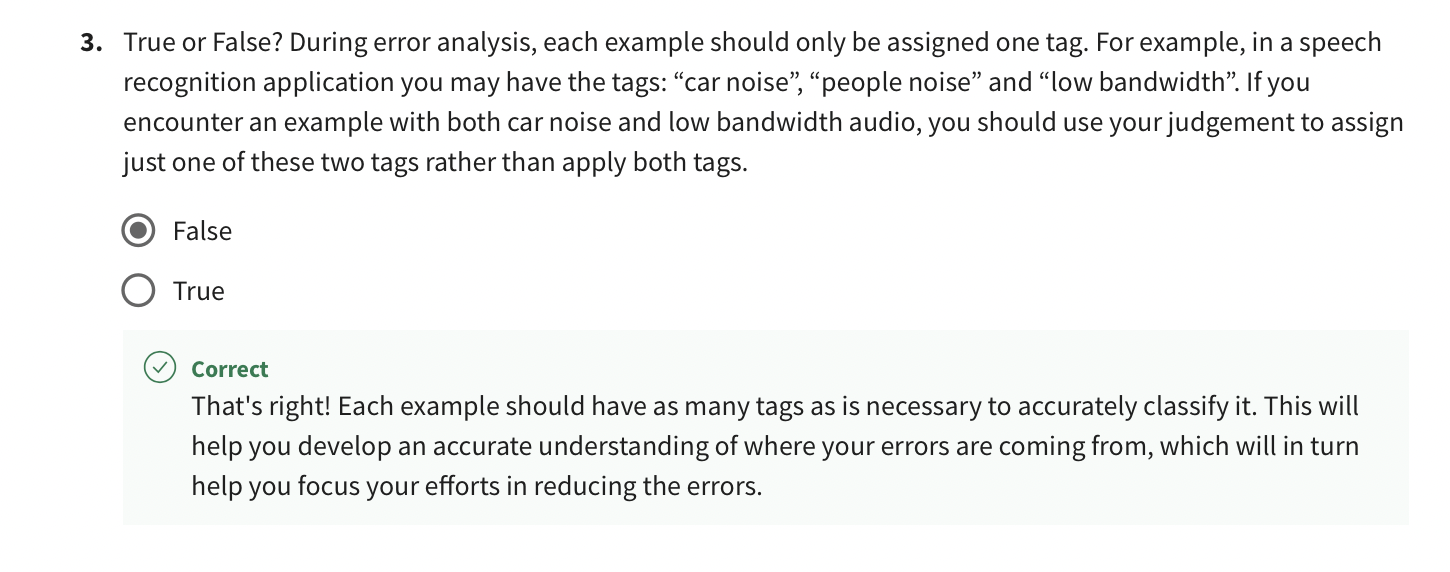 3. True or False? During error analysis, each example should only be assigned one tag. For example, in a speech
recognition application you may have the tags: “car noise”, “people noise” and “low bandwidth”. If you
encounter an example with both car noise and low bandwidth audio, you should use your judgement to assign
just one of these two tags rather than apply both tags.
False
True
Correct
That's right! Each example should have as many tags as is necessary to accurately classify it. This will
help you develop an accurate understanding of where your errors are coming from, which will in turn
help you focus your efforts in reducing the errors.